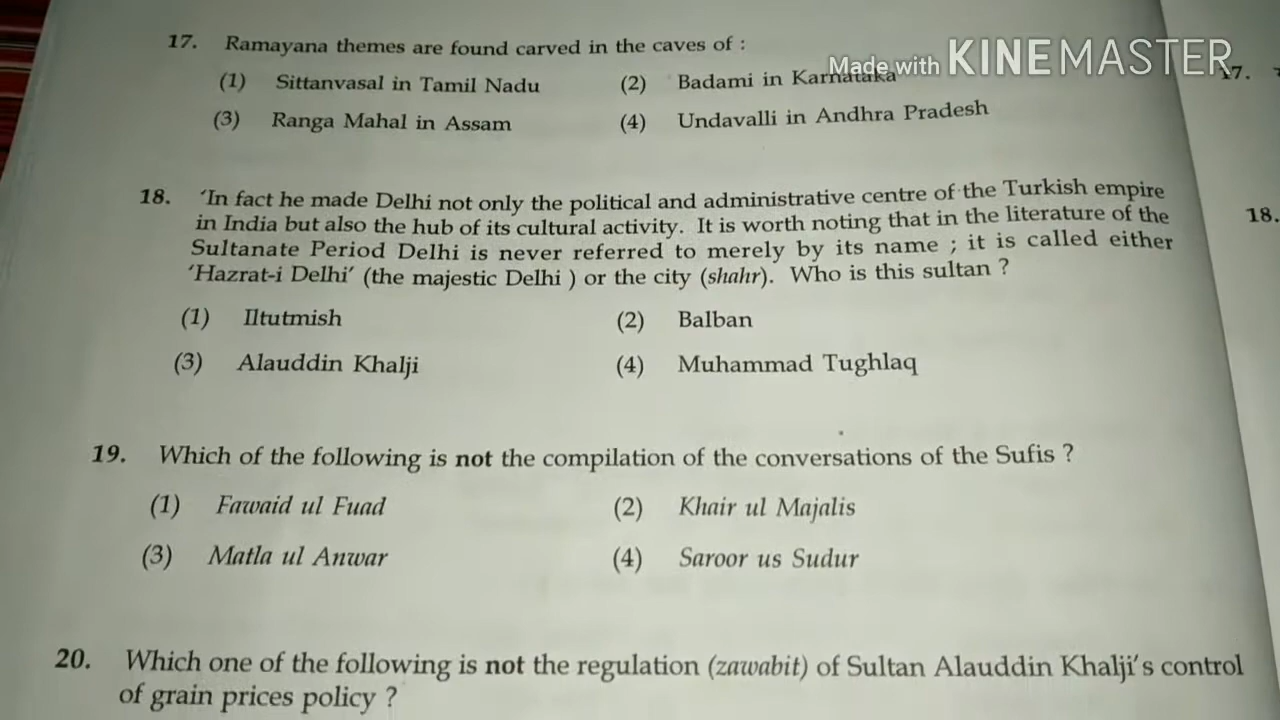 17. Ramayana themes are found carved in the caves of :
Made with KINEMASTER
(1) Sittanvasal in Tamil Nadu (2) Badami in Karnataka
17.
(3) Ranga Mahal in Assam (4) Undavalli in Andhra Pradesh
18. 'In fact he made Delhi not only the political and administrative centre of the Turkish empire
in India but also the hub of its cultural activity. It is worth noting that in the literature of the
18.
Sultanate Period Delhi is never referred to merely by its name ; it is called either
'Hazrat-i Delhi' (the majestic Delhi ) or the city (shahr). Who is this sultan ?
(1) Iltutmish (2) Balban
(3) Alauddin Khalji (4) Muhammad Tughlaq
19. Which of the following is not the compilation of the conversations of the Sufis ?
(1) Fawaid ul Fuad (2) Khair ul Majalis
(3) Matla ul Anwar (4) Saroor us Sudur
20. Which one of the following is not the regulation (zawabit) of Sultan Alauddin Khalji's control
of grain prices policy ?